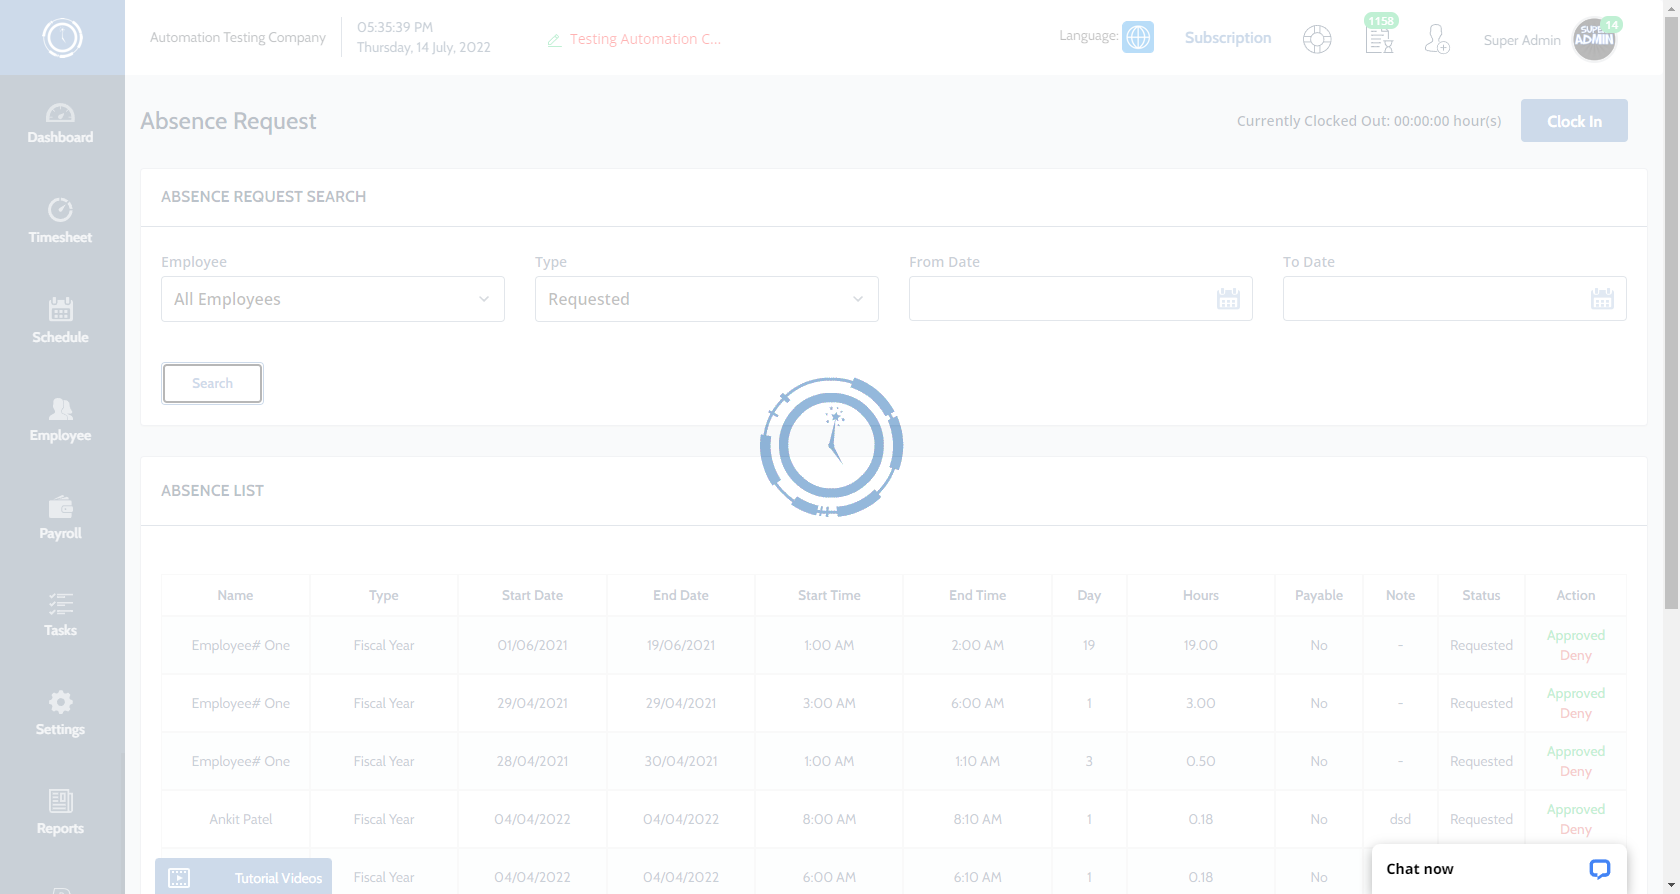 Automation Testing Company
05:35:39 PM
Thursday, 14 July, 2022
Testing Automation C...
Language:
Subscription
1158
Super Admin
SUPER
ADMIN
14
Dashboard
Timesheet
Schedule
Employee
Payroll
Tasks
Settings
Reports
Absence Request
Currently Clocked Out: 00:00:00 hour(s)
Clock In
ABSENCE REQUEST SEARCH
Employee Type From Date To Date
All Employees Requested
Search
ABSENCE LIST
Name Type Start Date End Date Start Time End Time Day Hours Payable Note Status Action
Employee# One Fiscal Year 01/06/2021 19/06/2021 1:00 AM 2:00 AM 19 19.00 No - Requested Approved
Deny
Employee# One Fiscal Year 29/04/2021 29/04/2021 3:00 AM 6:00 AM 1 3.00 No - Requested Approved
Deny
Employee# One Fiscal Year 28/04/2021 30/04/2021 1:00 AM 1:10 AM 3 0.50 No - Requested Approved
Deny
Ankit Patel Fiscal Year 04/04/2022 04/04/2022 8:00 AM 8:10 AM 1 0.18 No dsd Requested Approved
Deny
Fiscal Year 04/04/2022 04/04/2022 6:00 AM 6:10 AM 1 0.18 No
Tutorial Videos
Chat now